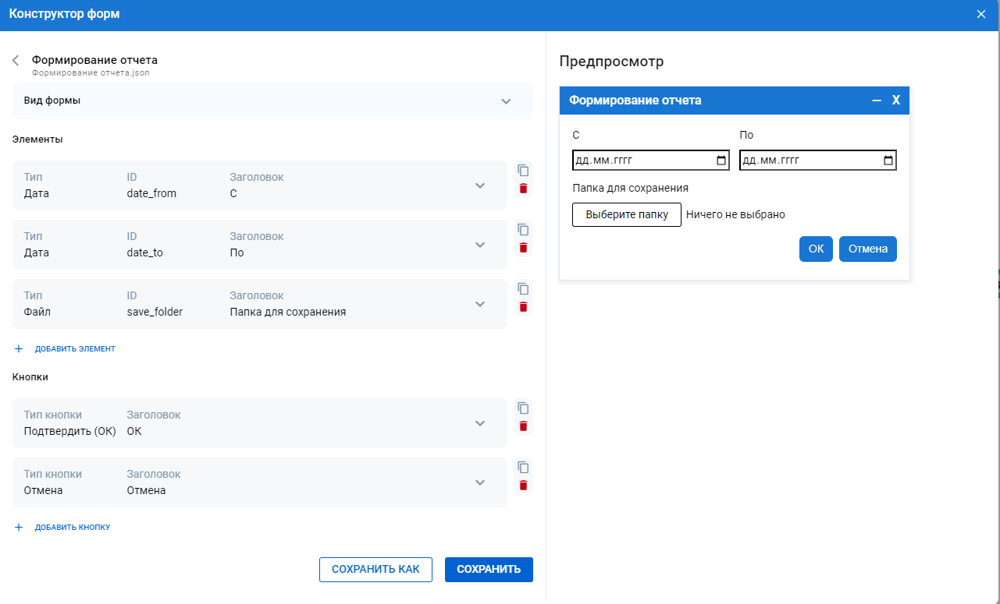 Конструктор форм
Формирование отчета
Формирование отчета.json
Вид формы
Элементы
Тип ID Заголовок
Дата date_from С
Тип ID Заголовок
Дата date_to По
Тип ID Заголовок
Файл save_folder Папка для сохранения
ДОБАВИТЬ ЭЛЕМЕНТ
Кнопки
Тип кнопки Заголовок
Подтвердить (ОК) ОК
Тип кнопки Заголовок
Отмена Отмена
ДОБАВИТЬ КНОПКУ
СОХРАНИТЬ КАК СОХРАНИТЬ
Предпросмотр
Формирование отчета X
С По
дд.мм.гггг дд.мм.гггг
Папка для сохранения
Выберите папку Ничего не выбрано
ОК Отмена